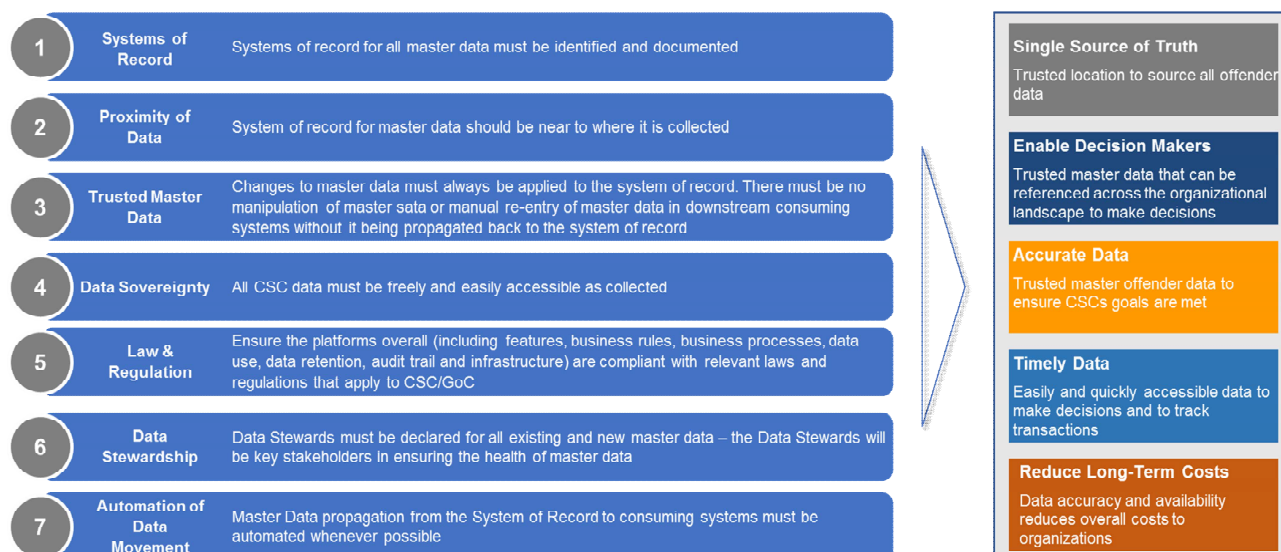 1
Systems of
Record
Systems of record for all master data must be identified and documented
2
Proximity of
Data
System of record for master data should be near to where it is collected
3
Trusted Master
Data
Changes to master data must always be applied to the system of record. There must be no
manipulation of master sata or manual re-entry of master data in downstream consuming
systems without it being propagated back to the system of record
4
Data Sovereignty
All CSC data must be freely and easily accessible as collected
5
Law &
Regulation
Ensure the platforms overall (including features, business rules, business processes, data
use, data retention, audit trail and infrastructure) are compliant with relevant laws and
regulations that apply to CSC/GoC
6
Data
Stewardship
Data Stewards must be declared for all existing and new master data – the Data Stewards will
be key stakeholders in ensuring the health of master data
7
Automation of
Data
Movement
Master Data propagation from the System of Record to consuming systems must be
automated whenever possible
Single Source of Truth
Trusted location to source all offender
data
Enable Decision Makers
Trusted master data that can be
referenced across the organizational
landscape to make decisions
Accurate Data
Trusted master offender data to
ensure CSCs goals are met
Timely Data
Easily and quickly accessible data to
make decisions and to track
transactions
Reduce Long-Term Costs
Data accuracy and availability
reduces overall costs to
organizations